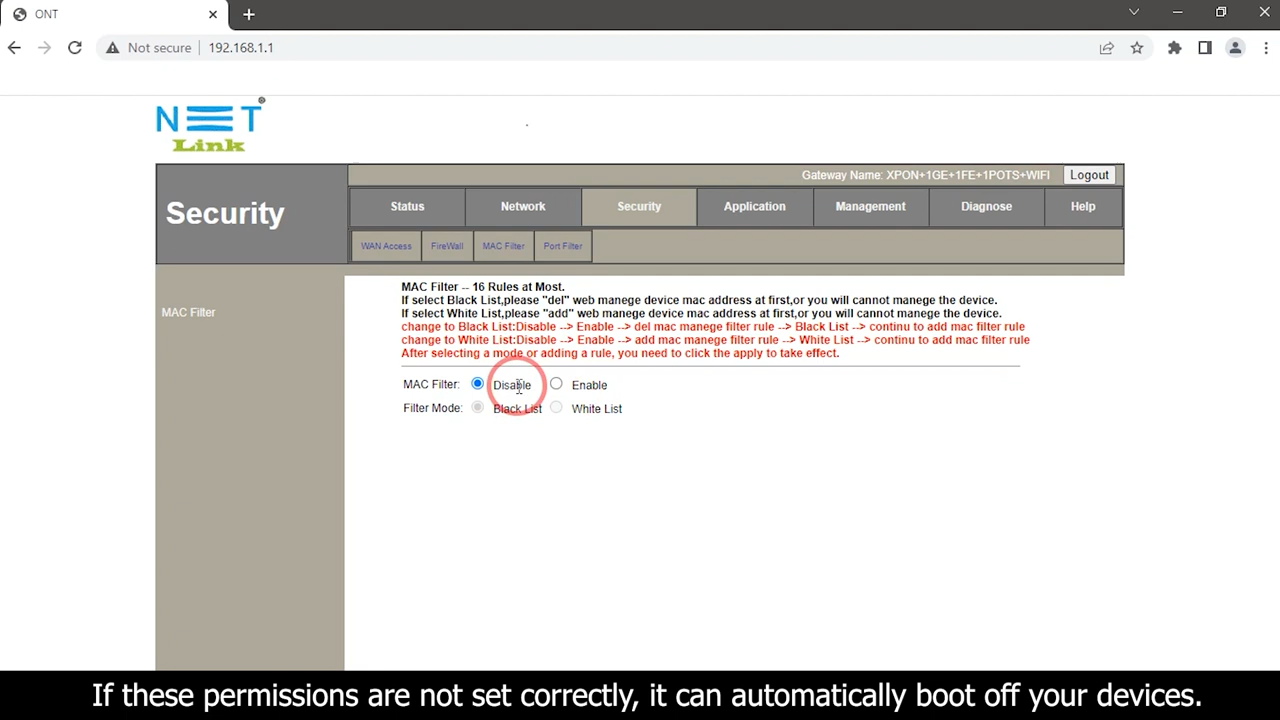 ONT
Not secure 192.168.1.1
NET
Link
Gateway Name: XPON+1GE+1FE+1POTS+WIFI Logout
Security
Status Network Security Application Management Diagnose Help
WAN Access FireWall MAC Filter Port Filter
MAC Filter
MAC Filter -- 16 Rules at Most.
If select Black List,please "del" web manege device mac address at first,or you will cannot manege the device.
If select White List,please "add" web manege device mac address at first,or you will cannot manege the device.
change to Black List:Disable --> Enable --> del mac manege filter rule --> Black List --> continu to add mac filter rule
change to White List:Disable --> Enable --> add mac manege filter rule --> White List --> continu to add mac filter rule
After selecting a mode or adding a rule, you need to click the apply to take effect.
MAC Filter: Disable Enable
Filter Mode: Black List White List
If these permissions are not set correctly, it can automatically boot off your devices.